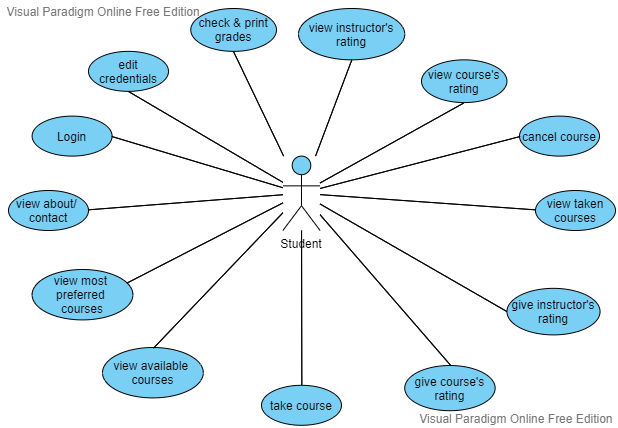 Visual Paradigm Online Free Edition
check & print
grades
view instructor's
rating
edit
credentials
view course's
rating
Login
cancel course
view about/
contact
view taken
courses
Student
view most
preferred
courses
give instructor's
rating
view available
courses
give course's
rating
take course
Visual Paradigm Online Free Edition